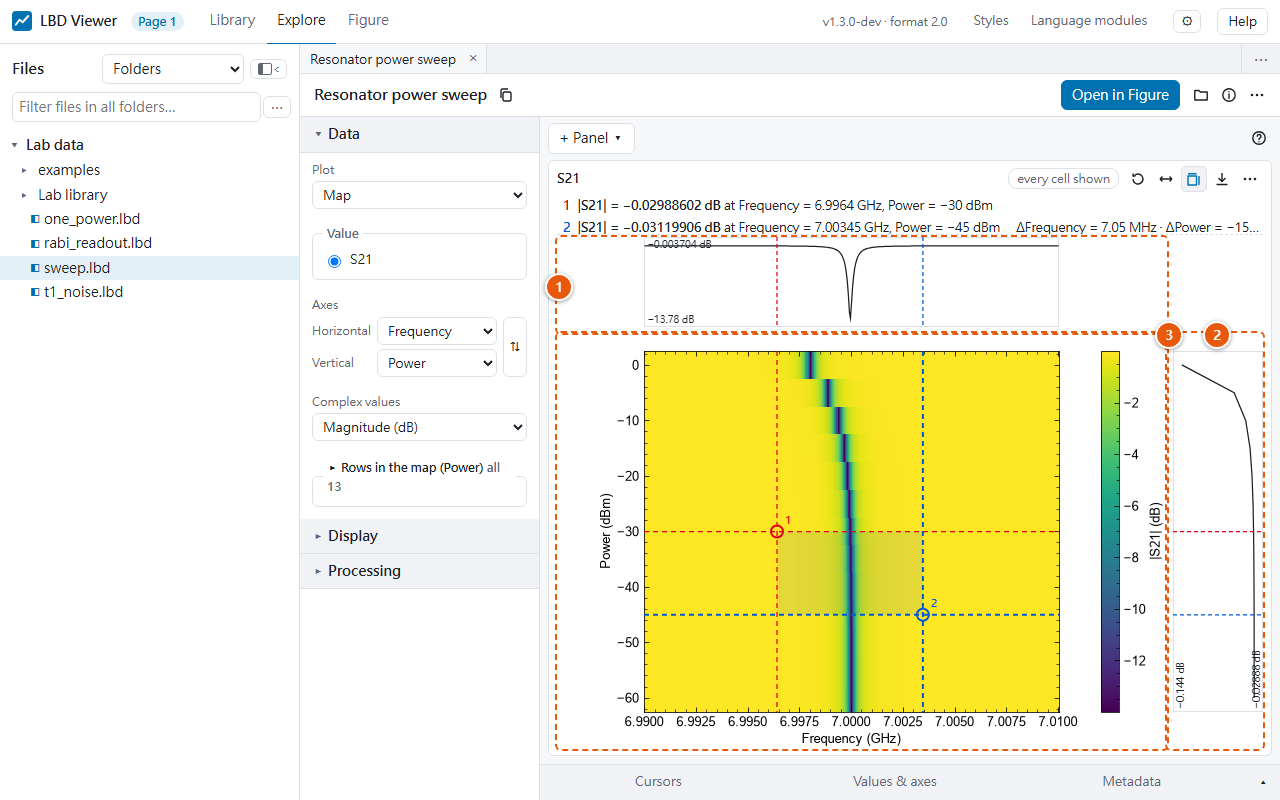 LBD Viewer Page 1 Library Explore Figure v1.3.0-dev · format 2.0 Styles Language modules Help
Files Folders
Filter files in all folders...
Lab data
examples
Lab library
one_power.lbd
rabi_readout.lbd
sweep.lbd
t1_noise.lbd
Resonator power sweep ×
Resonator power sweep Open in Figure
Data
Plot
Map
Value
S21
Axes
Horizontal Frequency
Vertical Power
Complex values
Magnitude (dB)
Rows in the map (Power) all
13
Display
Processing
+ Panel
S21 every cell shown
1 |S21| = −0.02988602 dB at Frequency = 6.9964 GHz, Power = −30 dBm
2 |S21| = −0.03119906 dB at Frequency = 7.00345 GHz, Power = −45 dBm ΔFrequency = 7.05 MHz · ΔPower = −15...
−0.003704 dB
1
−13.78 dB
3 2
0
−10
−20
−30
−40
−50
−60
Power (dBm)
1
2
6.9900 6.9925 6.9950 6.9975 7.0000 7.0025 7.0050 7.0075 7.0100
Frequency (GHz)
−2
−4
−6
−8
−10
−12
|S21| (dB)
−0.144 dB
−0.02888 dB
Cursors Values & axes Metadata